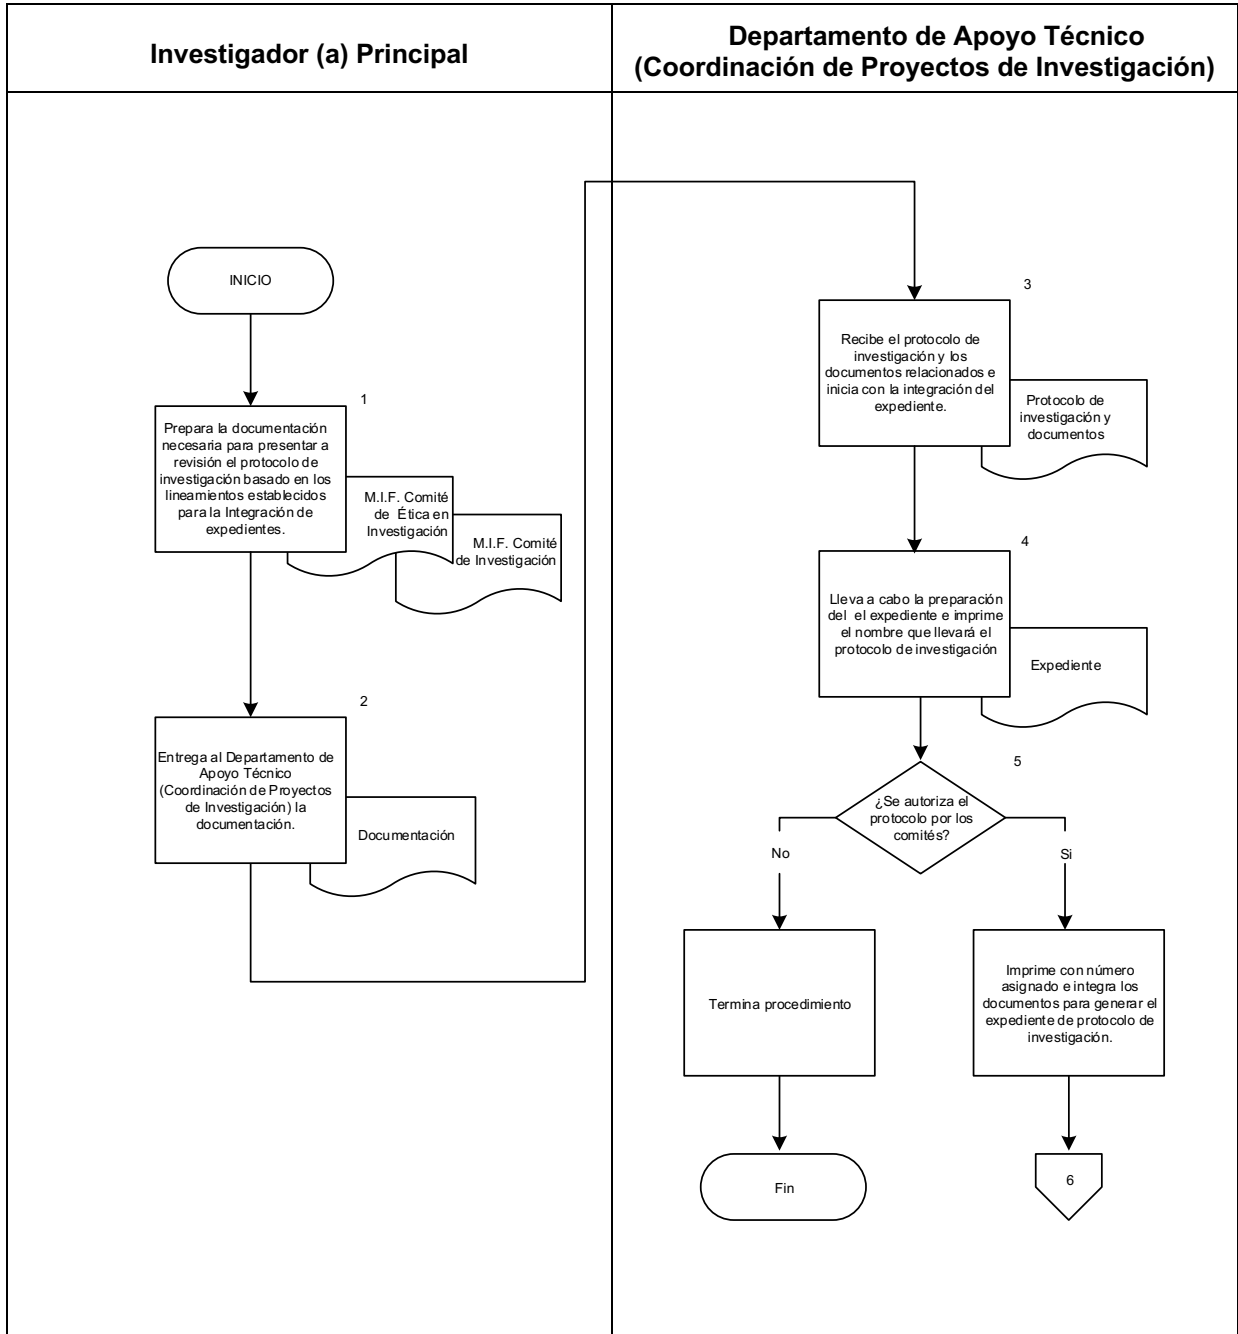 Investigador (a) Principal
Departamento de Apoyo Técnico
(Coordinación de Proyectos de Investigación)
INICIO
1
Prepara la documentación
necesaria para presentar a
revisión el protocolo de
investigación basado en los
lineamientos establecidos
para la Integración de
expedientes.
M.I.F. Comité
de Ética en
Investigación
M.I.F. Comité
de Investigación
2
Entrega al Departamento de
Apoyo Técnico
(Coordinación de Proyectos
de Investigación) la
documentación.
Documentación
3
Recibe el protocolo de
investigación y los
documentos relacionados e
inicia con la integración del
expediente.
Protocolo de
investigación y
documentos
4
Lleva a cabo la preparación
del el expediente e imprime
el nombre que llevará el
protocolo de investigación
Expediente
5
¿Se autoriza el
protocolo por los
comités?
No
Si
Termina procedimiento
Imprime con número
asignado e integra los
documentos para generar el
expediente de protocolo de
investigación.
Fin
6